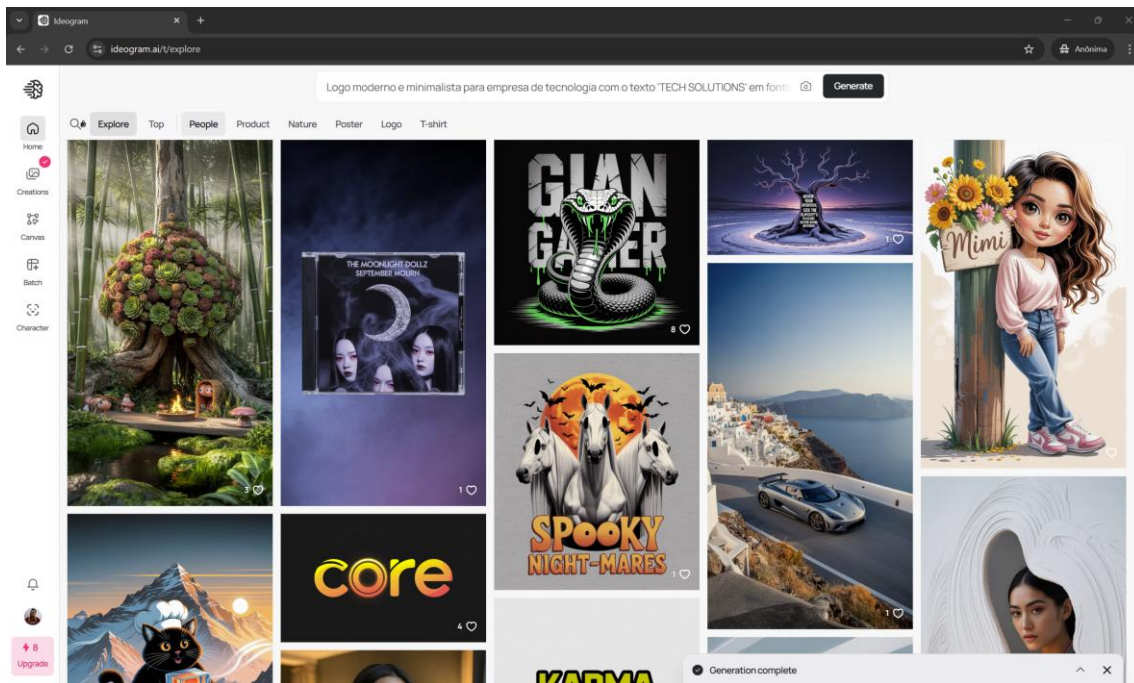 Ideogram
ideogram.ai/t/explore
Anônima
Logo moderno e minimalista para empresa de tecnologia com o texto 'TECH SOLUTIONS' em font
Generate
Explore
Top
People
Product
Nature
Poster
Logo
T-shirt
Home
Creations
Canvas
Batch
Character
8
Upgrade
3
THE MOONLIGHT DOLLZ
SEPTEMBER MOURN
1
GIAN
GAMER
8
1
Mimi
SPOOKY
NIGHT-MARES
1
1
core
4
KARMA
Generation complete